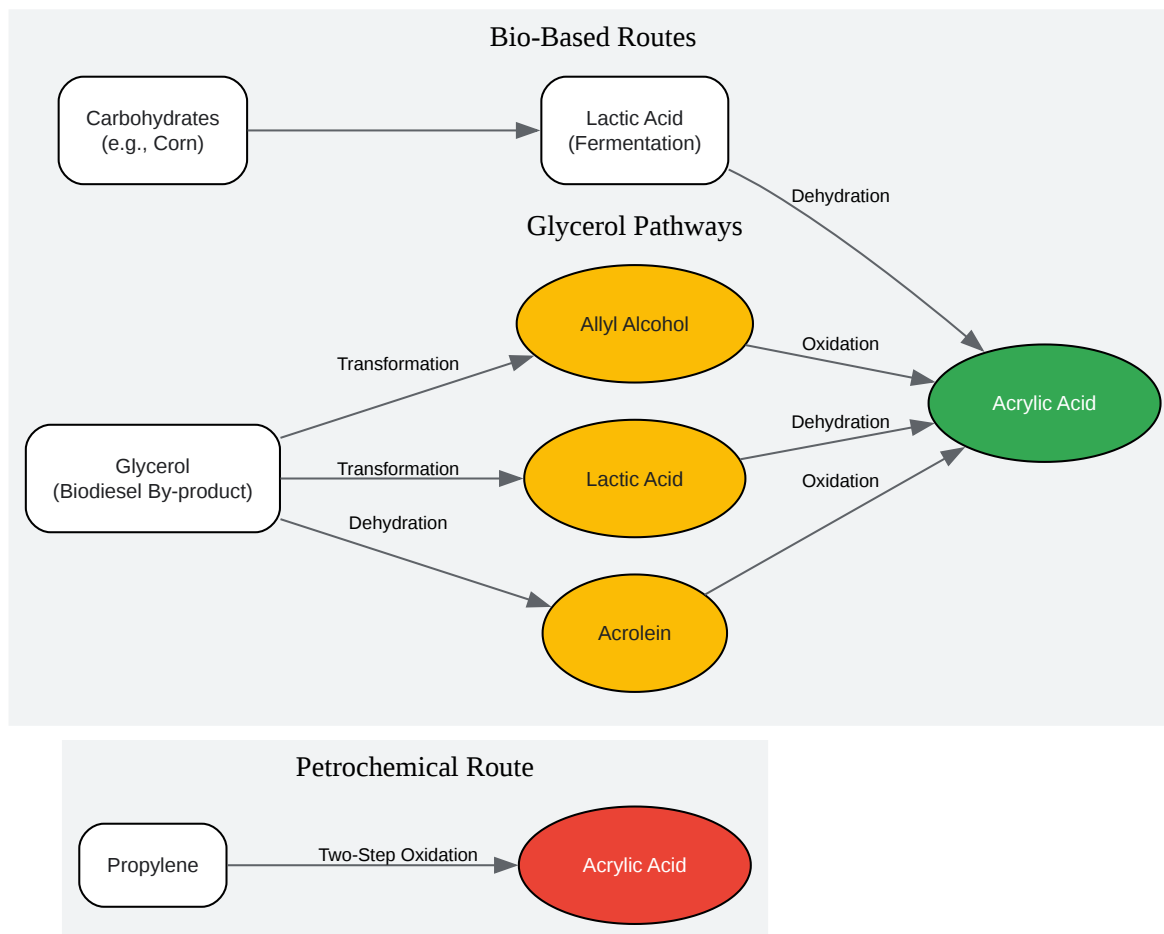 Bio-Based Routes
Carbohydrates
(e.g., Corn)
Lactic Acid
(Fermentation)
Dehydration
Glycerol Pathways
Allyl Alcohol
Transformation
Oxidation
Acrylic Acid
Glycerol
(Biodiesel By-product)
Transformation
Lactic Acid
Dehydration
Oxidation
Dehydration
Acrolein
Petrochemical Route
Propylene
Two-Step Oxidation
Acrylic Acid